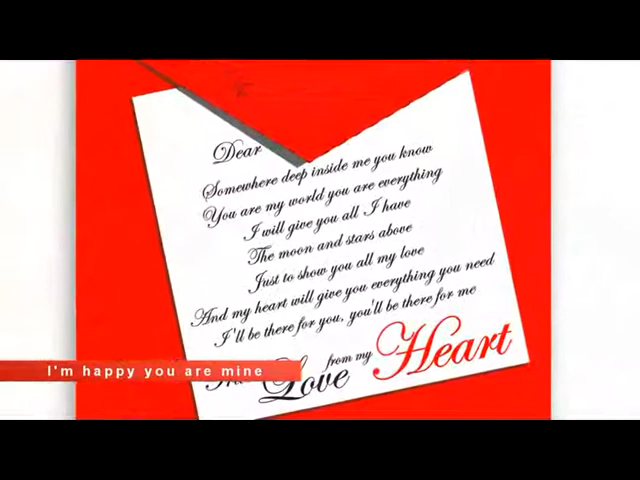 Dear
Somewhere deep inside me you know
You are my world you are everything
I will give you all I have
The moon and stars above
Just to show you all my love
And my heart will give you everything you need
I'll be there for you, you'll be there for me
Love from my Heart
I'm happy you are mine